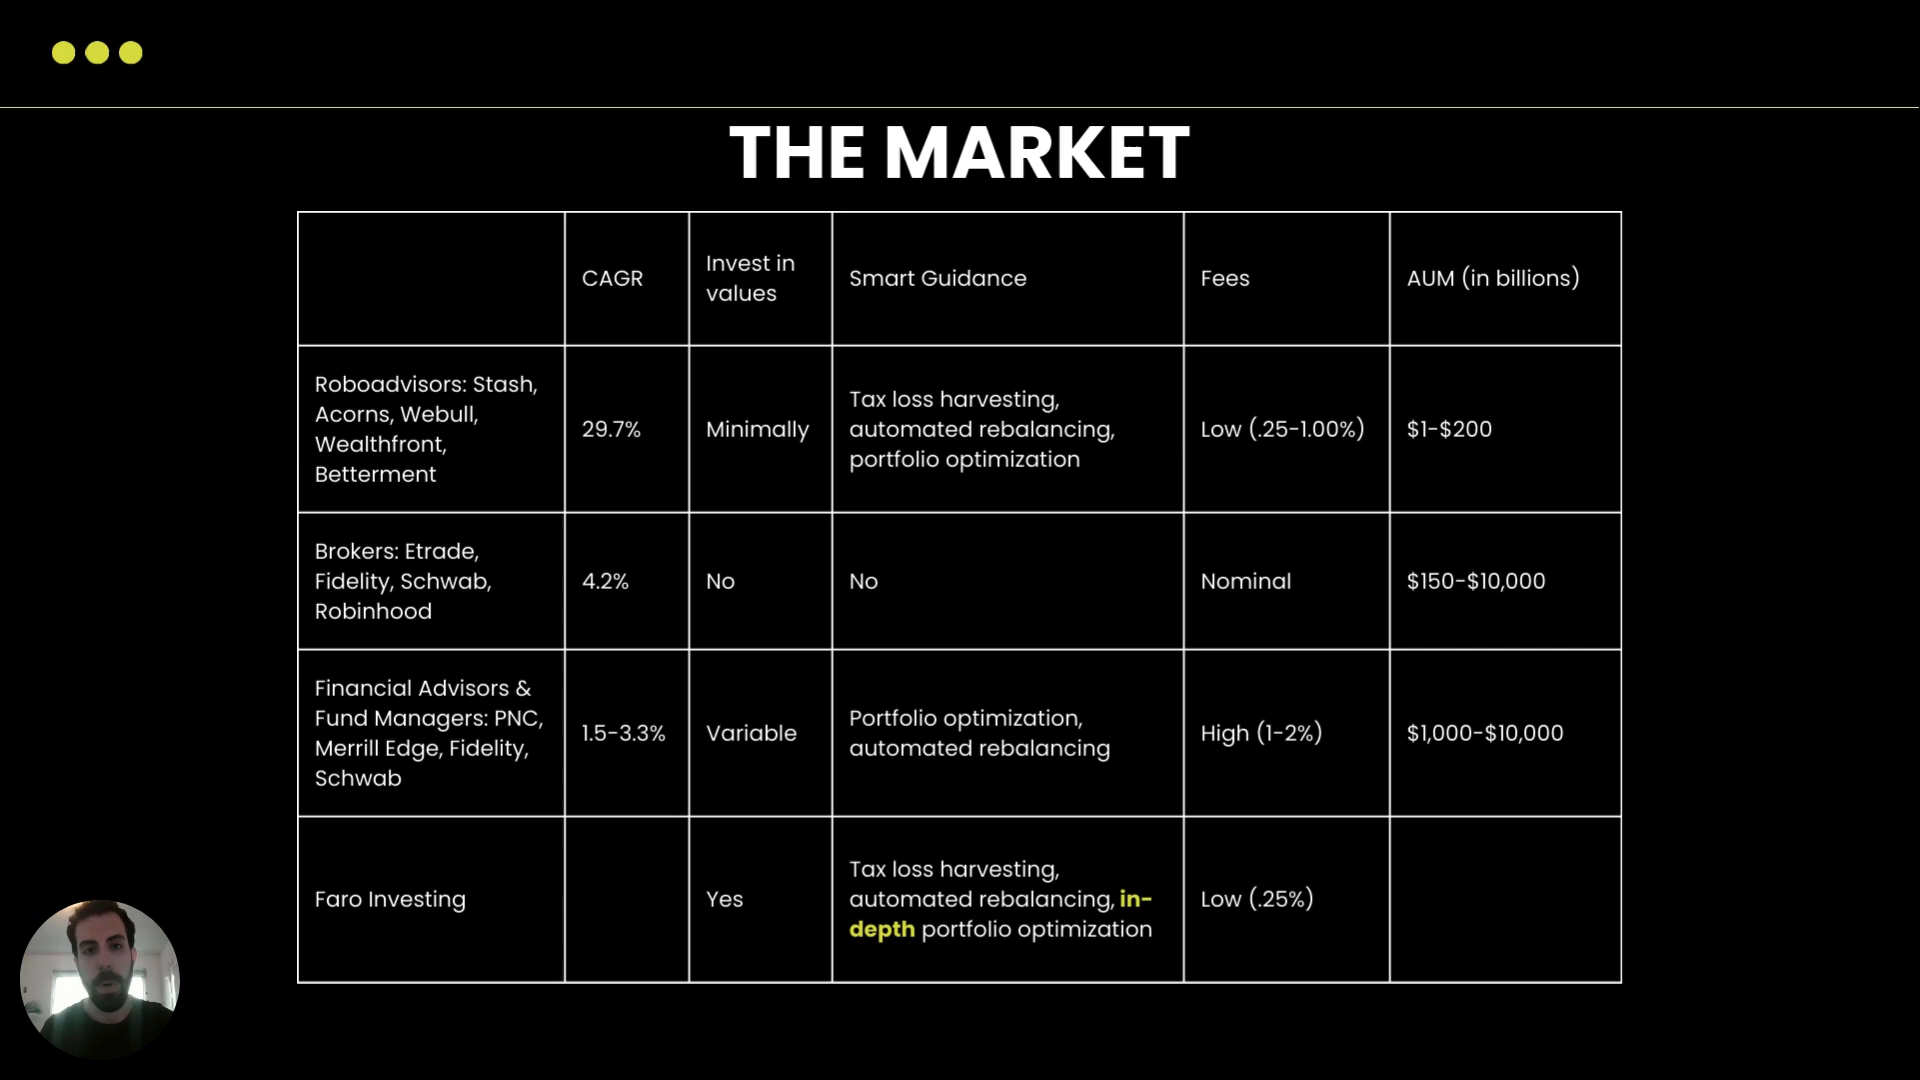 THE MARKET
CAGR
Invest in
values
Smart Guidance
Fees
AUM (in billions)
Roboadvisors: Stash,
Acorns, Webull,
Wealthfront,
Betterment
29.7%
Minimally
Tax loss harvesting,
automated rebalancing,
portfolio optimization
Low (.25-1.00%)
$1-$200
Brokers: Etrade,
Fidelity, Schwab,
Robinhood
4.2%
No
No
Nominal
$150-$10,000
Financial Advisors &
Fund Managers: PNC,
Merrill Edge, Fidelity,
Schwab
1.5-3.3%
Variable
Portfolio optimization,
automated rebalancing
High (1-2%)
$1,000-$10,000
Faro Investing
Yes
Tax loss harvesting,
automated rebalancing, in-
depth portfolio optimization
Low (.25%)